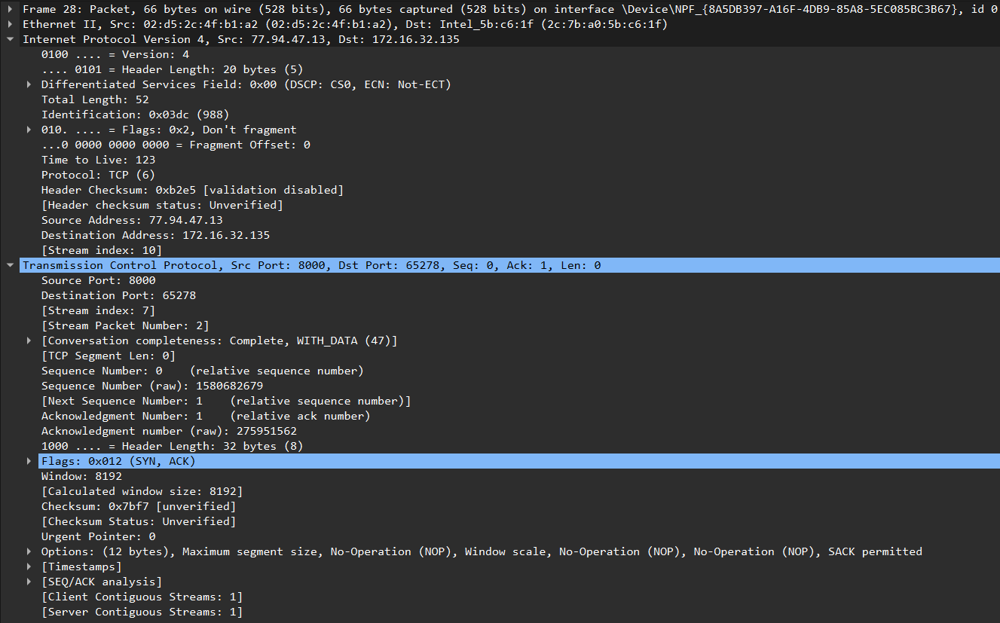 Frame 28: Packet, 66 bytes on wire (528 bits), 66 bytes captured (528 bits) on interface \Device\NPF_{8A5DB397-A16F-4DB9-85A8-5EC085BC3B67}, id 0
Ethernet II, Src: 02:d5:2c:4f:b1:a2 (02:d5:2c:4f:b1:a2), Dst: Intel_5b:c6:1f (2c:7b:a0:5b:c6:1f)
Internet Protocol Version 4, Src: 77.94.47.13, Dst: 172.16.32.135
0100 .... = Version: 4
.... 0101 = Header Length: 20 bytes (5)
Differentiated Services Field: 0x00 (DSCP: CS0, ECN: Not-ECT)
Total Length: 52
Identification: 0x03dc (988)
010. .... = Flags: 0x2, Don't fragment
...0 0000 0000 0000 = Fragment Offset: 0
Time to Live: 123
Protocol: TCP (6)
Header Checksum: 0xb2e5 [validation disabled]
[Header checksum status: Unverified]
Source Address: 77.94.47.13
Destination Address: 172.16.32.135
[Stream index: 10]
Transmission Control Protocol, Src Port: 8000, Dst Port: 65278, Seq: 0, Ack: 1, Len: 0
Source Port: 8000
Destination Port: 65278
[Stream index: 7]
[Stream Packet Number: 2]
[Conversation completeness: Complete, WITH_DATA (47)]
[TCP Segment Len: 0]
Sequence Number: 0    (relative sequence number)
Sequence Number (raw): 1580682679
[Next Sequence Number: 1    (relative sequence number)]
Acknowledgment Number: 1    (relative ack number)
Acknowledgment number (raw): 275951562
1000 .... = Header Length: 32 bytes (8)
Flags: 0x012 (SYN, ACK)
Window: 8192
[Calculated window size: 8192]
Checksum: 0x7bf7 [unverified]
[Checksum Status: Unverified]
Urgent Pointer: 0
Options: (12 bytes), Maximum segment size, No-Operation (NOP), Window scale, No-Operation (NOP), No-Operation (NOP), SACK permitted
[Timestamps]
[SEQ/ACK analysis]
[Client Contiguous Streams: 1]
[Server Contiguous Streams: 1]